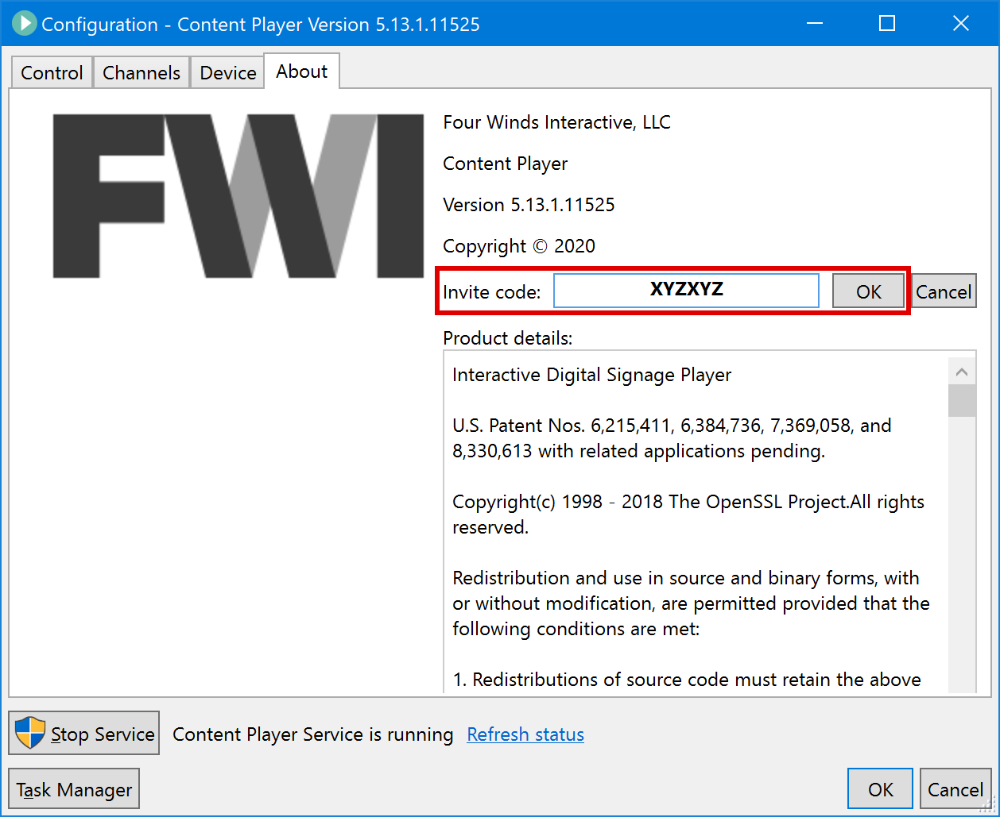 Configuration - Content Player Version 5.13.1.11525
Control Channels Device About
FWI
Four Winds Interactive, LLC
Content Player
Version 5.13.1.11525
Copyright © 2020
Invite code: XYZXYZ OK Cancel
Product details:
Interactive Digital Signage Player
U.S. Patent Nos. 6,215,411, 6,384,736, 7,369,058, and
8,330,613 with related applications pending.
Copyright(c) 1998 - 2018 The OpenSSL Project.All rights
reserved.
Redistribution and use in source and binary forms, with
or without modification, are permitted provided that the
following conditions are met:
1. Redistributions of source code must retain the above
Stop Service Content Player Service is running Refresh status
Task Manager OK Cancel